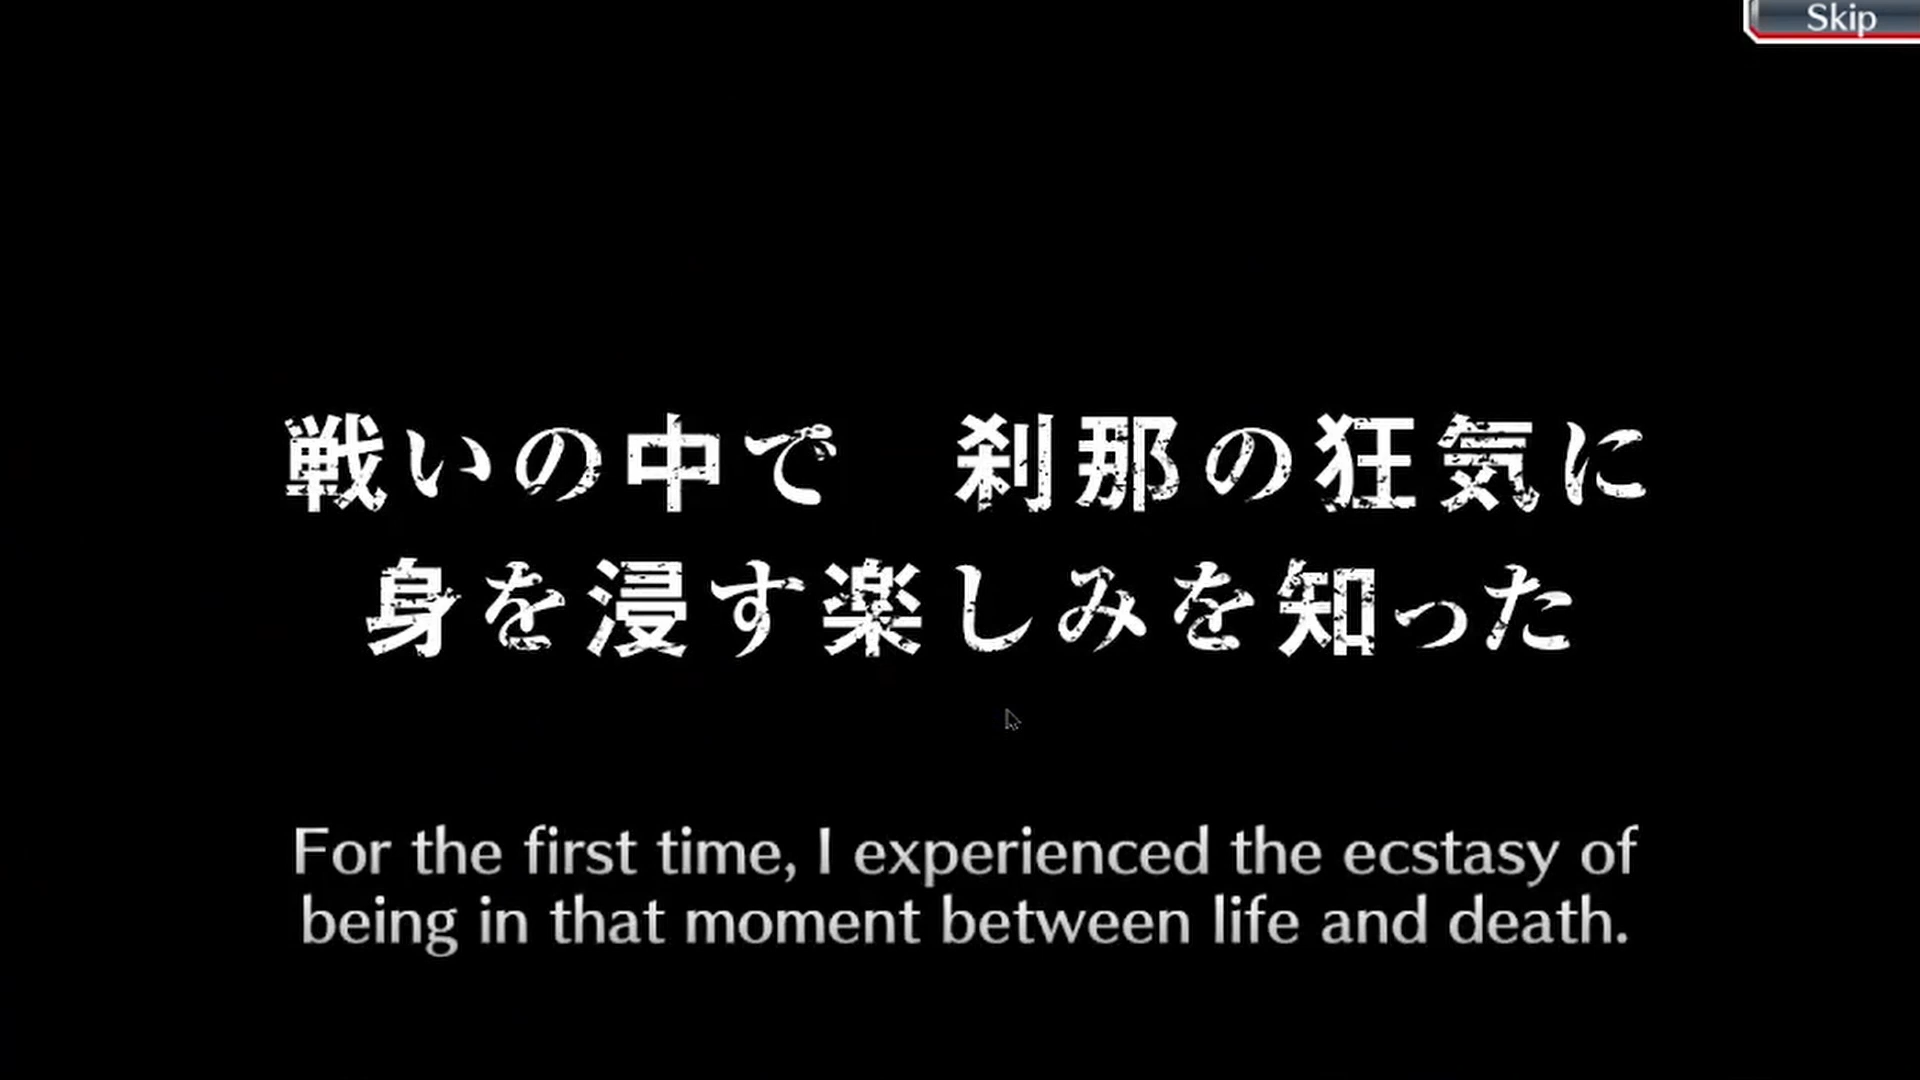 Skip
戦いの中で　刹那の狂気に
身を浸す楽しみを知った
For the first time, I experienced the ecstasy of
being in that moment between life and death.